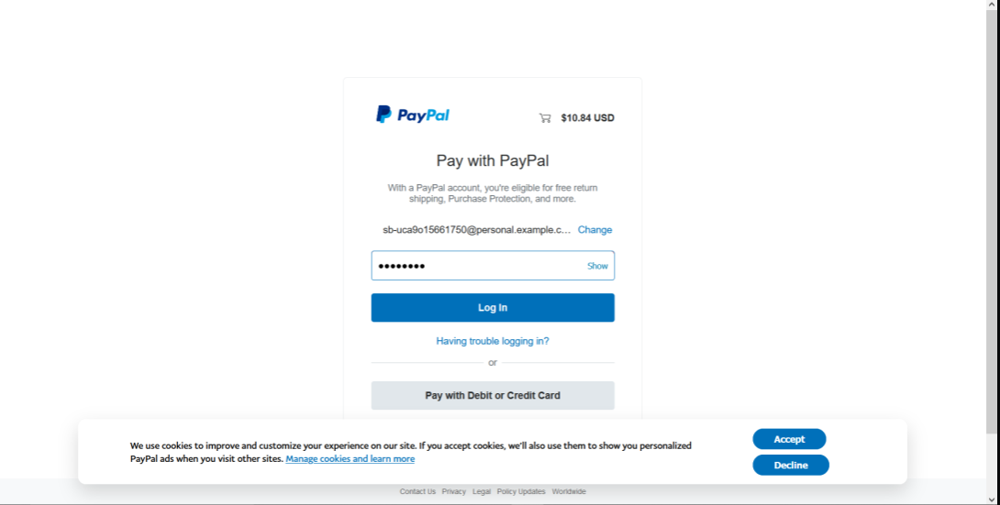 PayPal
$10.84 USD
Pay with PayPal
With a PayPal account, you're eligible for free return
shipping, Purchase Protection, and more.
sb-uca9o15661750@personal.example.c... Change
•••••••• Show
Log In
Having trouble logging in?
or
Pay with Debit or Credit Card
We use cookies to improve and customize your experience on our site. If you accept cookies, we'll also use them to show you personalized
PayPal ads when you visit other sites. Manage cookies and learn more
Accept
Decline
Contact Us Privacy Legal Policy Updates Worldwide